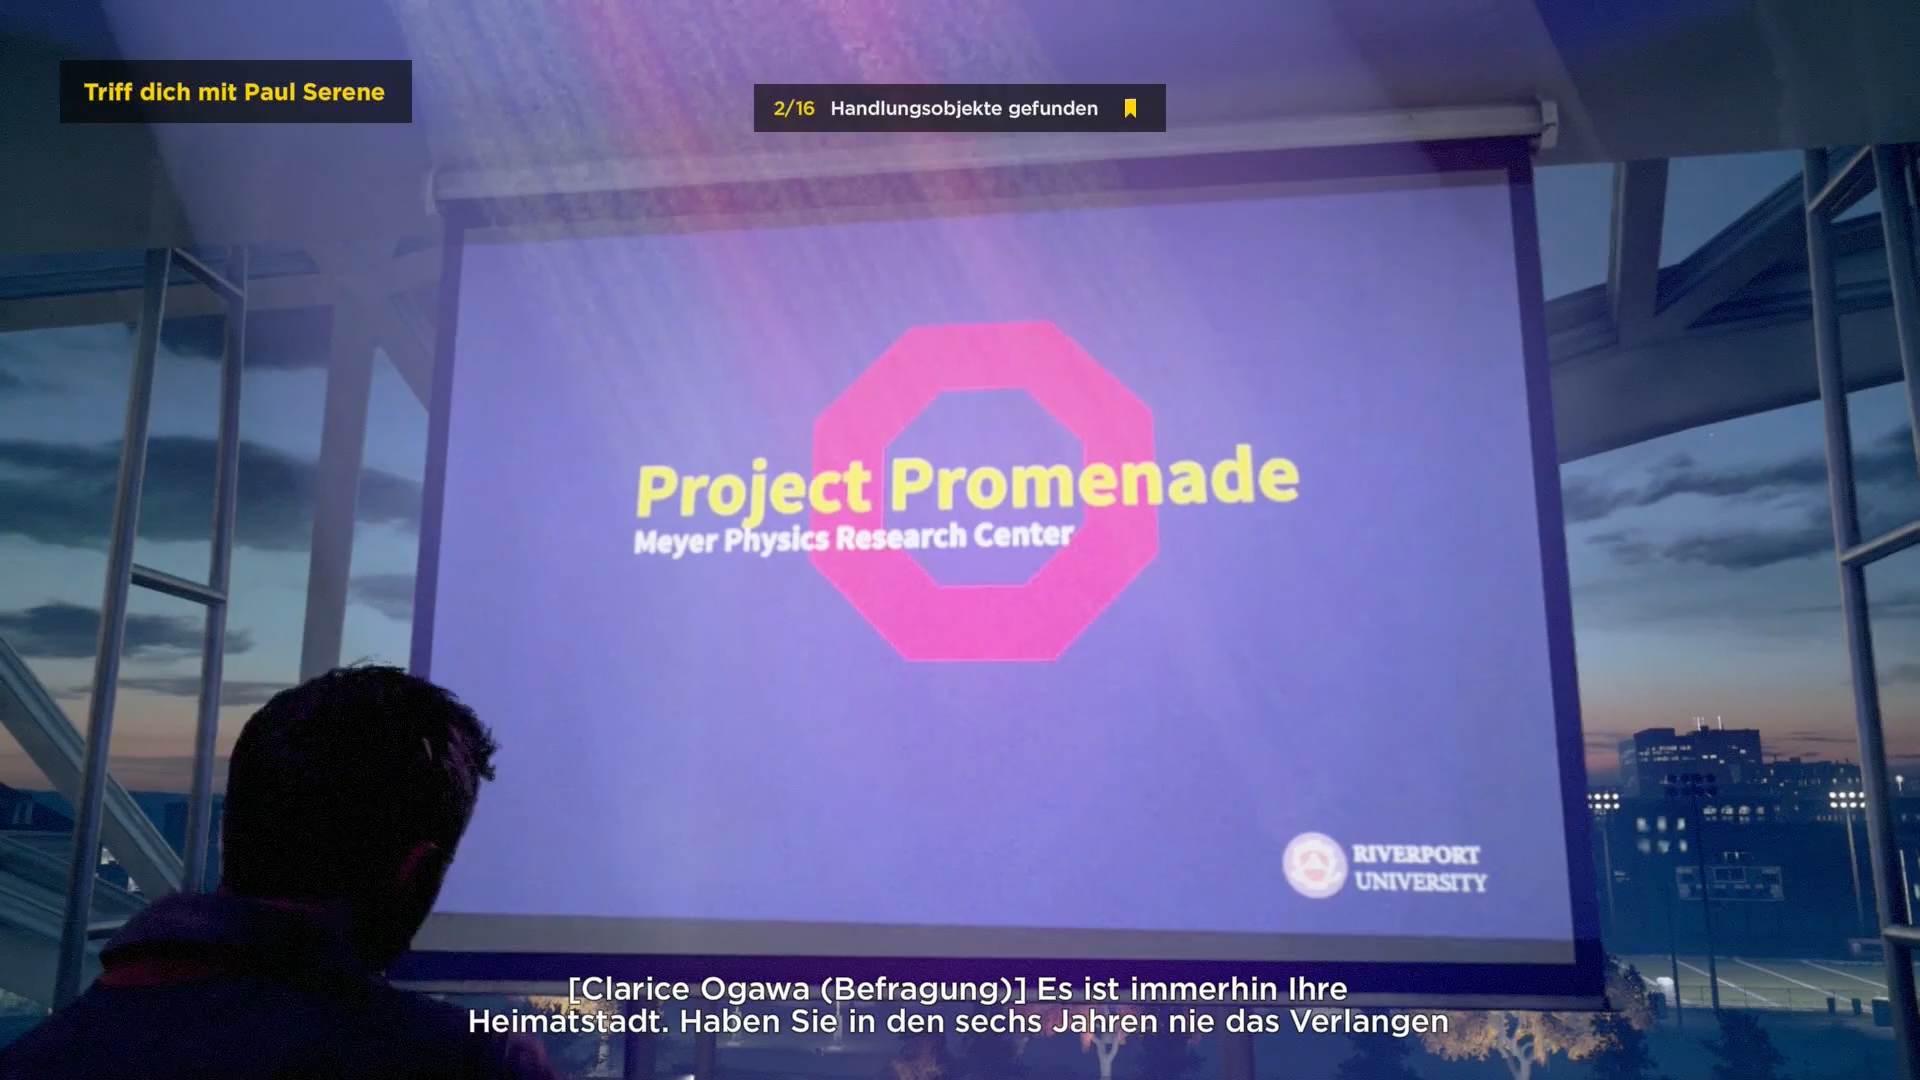 Triff dich mit Paul Serene
2/16 Handlungsobjekte gefunden
Project Promenade
Meyer Physics Research Center
RIVERPORT
UNIVERSITY
[Clarice Ogawa (Befragung)] Es ist immerhin Ihre
Heimatstadt. Haben Sie in den sechs Jahren nie das Verlangen